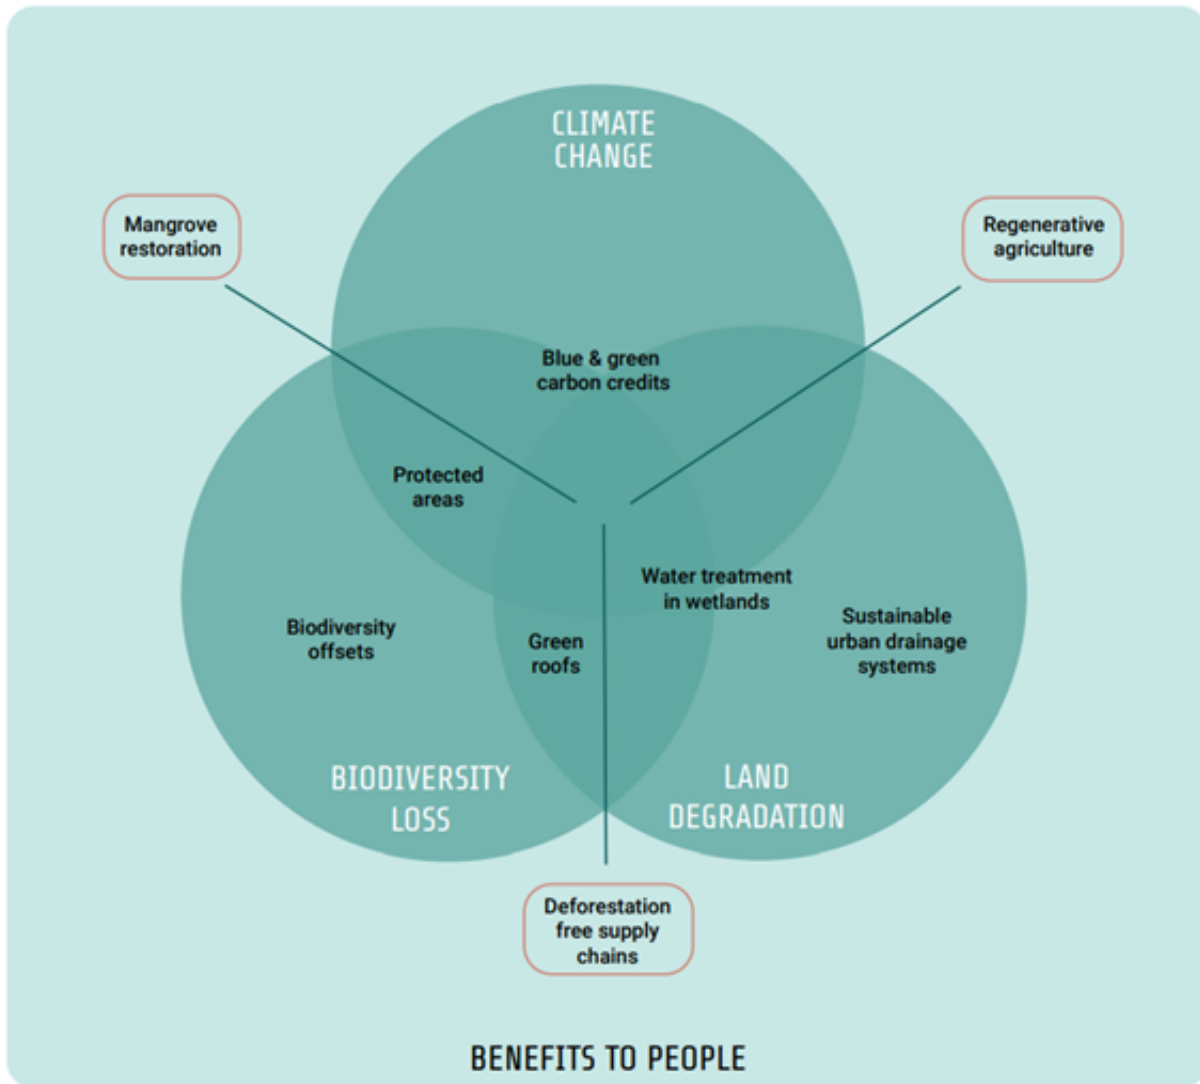 CLIMATE
CHANGE
Mangrove
restoration
Regenerative
agriculture
Blue & green
carbon credits
Protected
areas
Water treatment
in wetlands
Biodiversity
offsets
Green
roofs
Sustainable
urban drainage
systems
BIODIVERSITY
LOSS
LAND
DEGRADATION
Deforestation
free supply
chains
BENEFITS TO PEOPLE